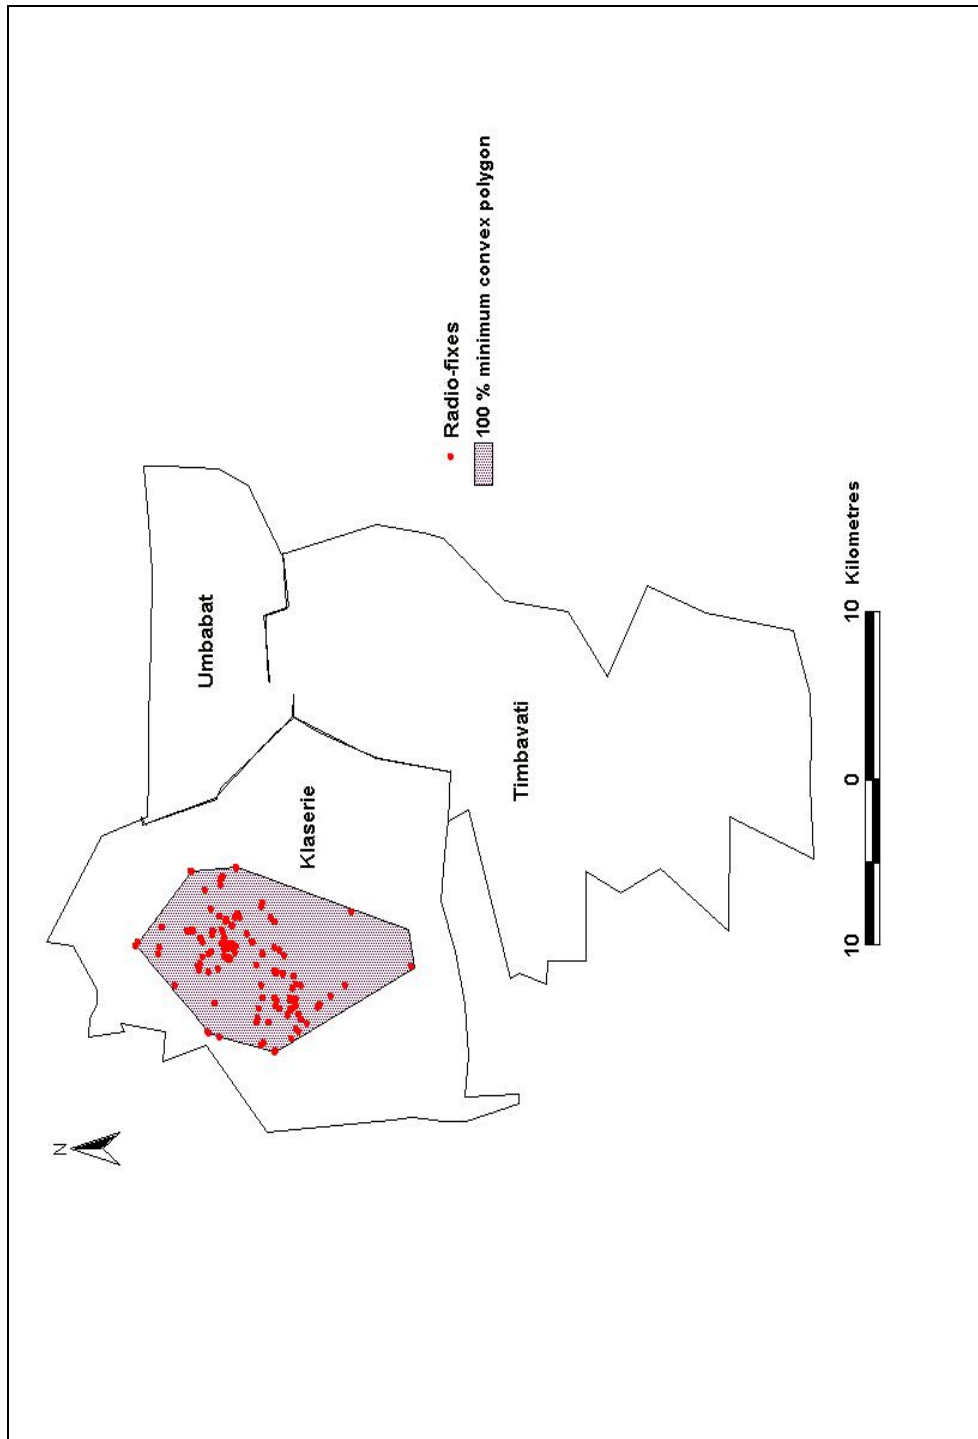 N
Umbabat
Klaserie
Timbavati
Radio-fixes
100 % minimum convex polygon
10 0 10 Kilometres